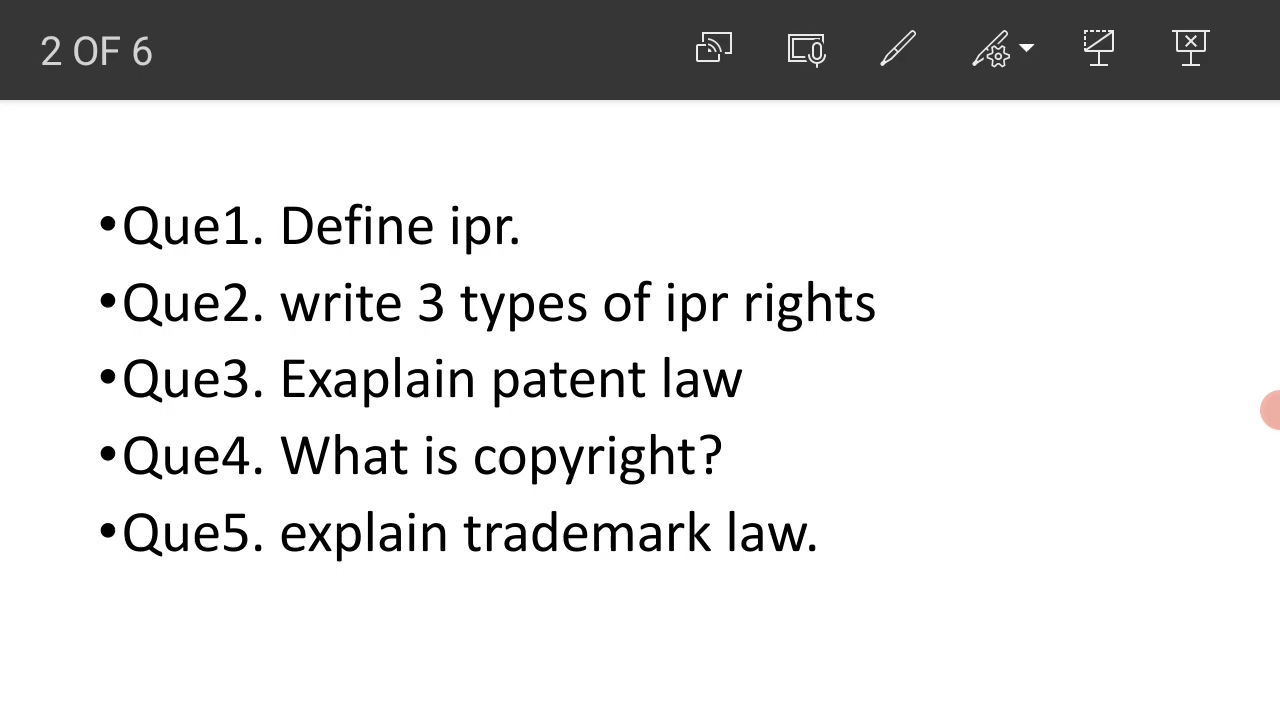 2 OF 6
•Que1. Define ipr.
•Que2. write 3 types of ipr rights
•Que3. Exaplain patent law
•Que4. What is copyright?
•Que5. explain trademark law.